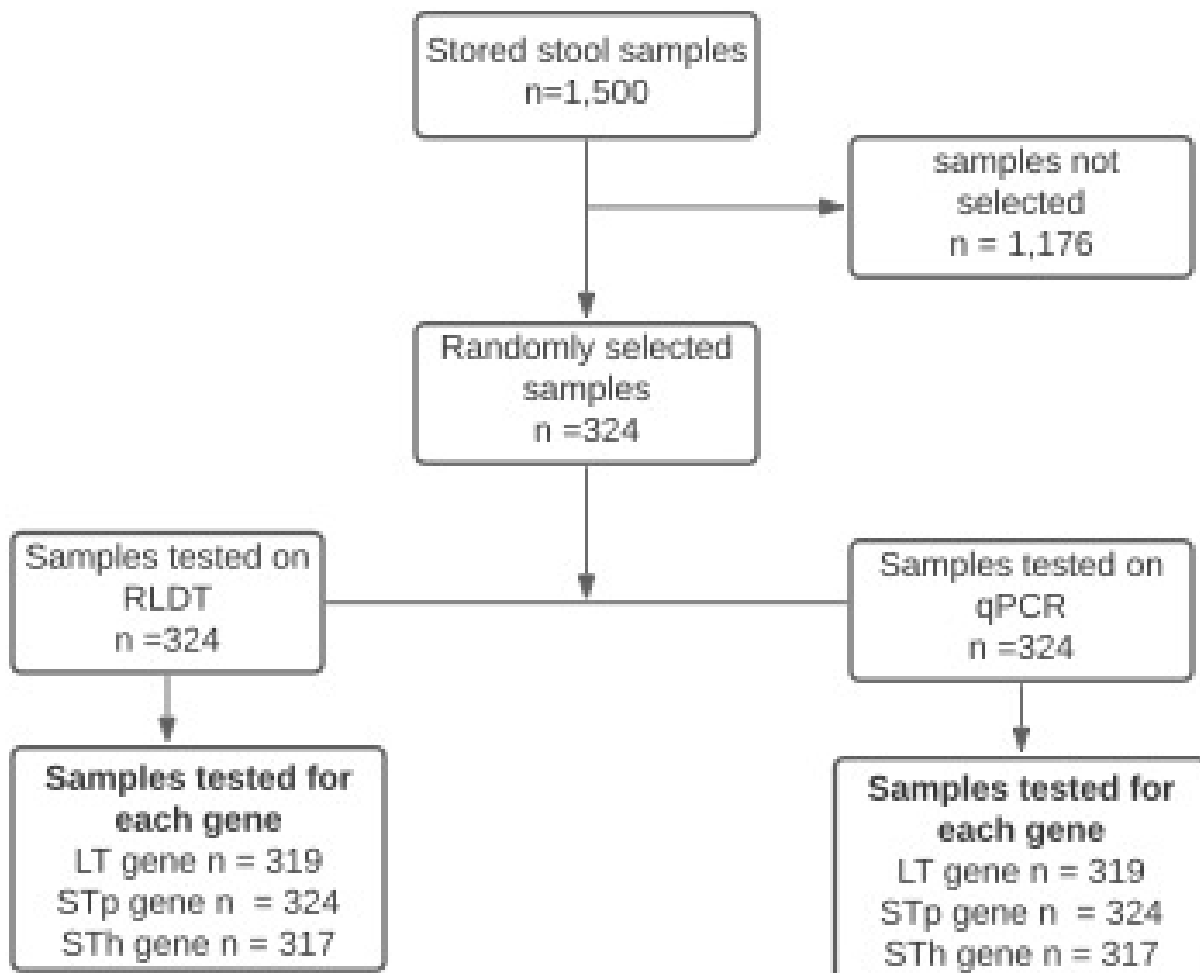 Stored stool samples
n=1,500
samples not
selected
n = 1,176
Randomly selected
samples
n =324
Samples tested on
RLDT
n =324
Samples tested on
qPCR
n =324
Samples tested for
each gene
LT gene n = 319
STp gene n  = 324
STh gene n = 317
Samples tested for
each gene
LT gene n = 319
STp gene n  = 324
STh gene n = 317